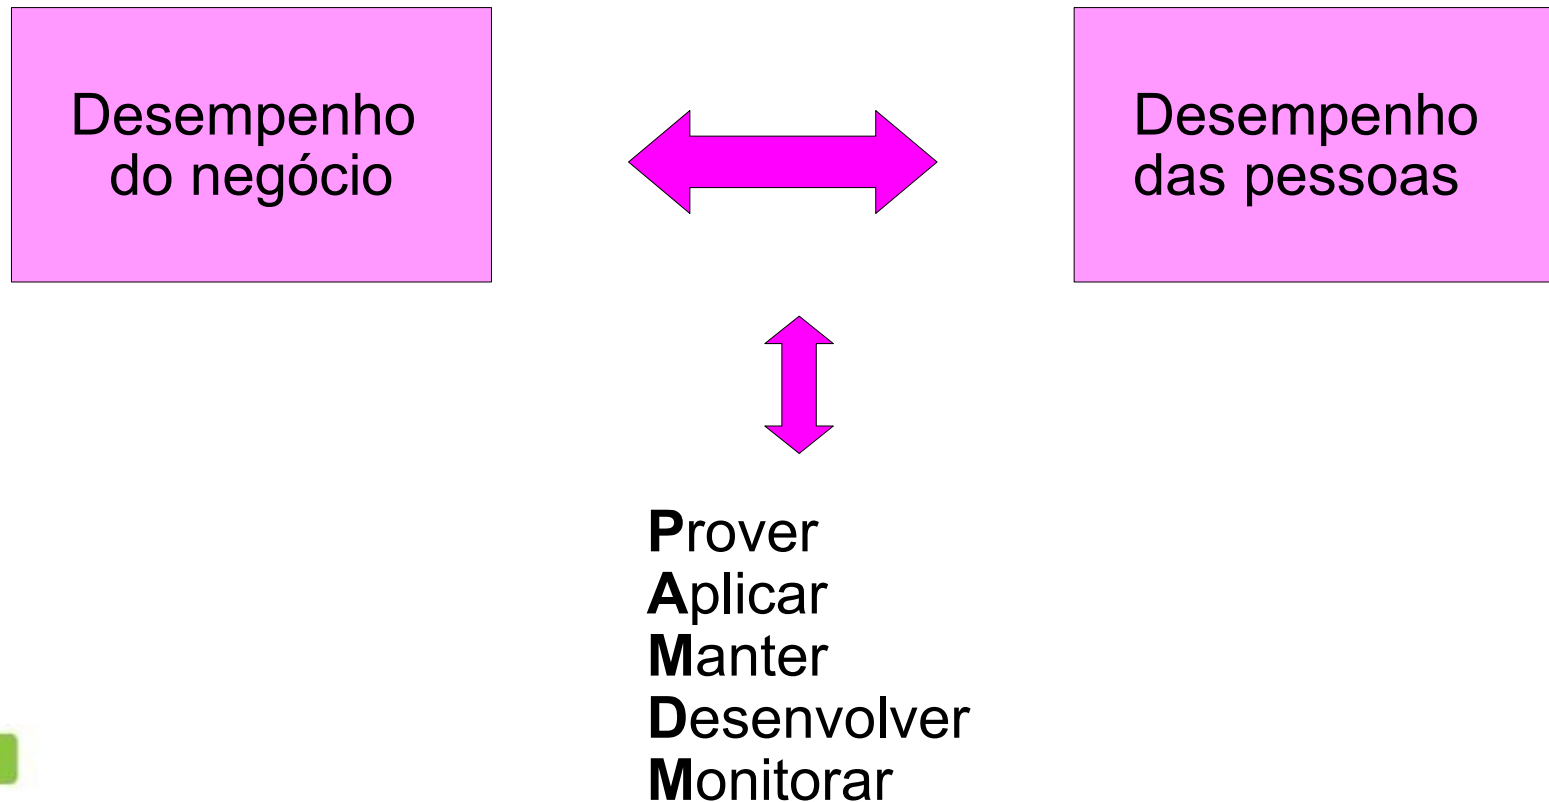 Desempenho
do negócio
Desempenho
das pessoas
Prover
Aplicar
Manter
Desenvolver
Monitorar